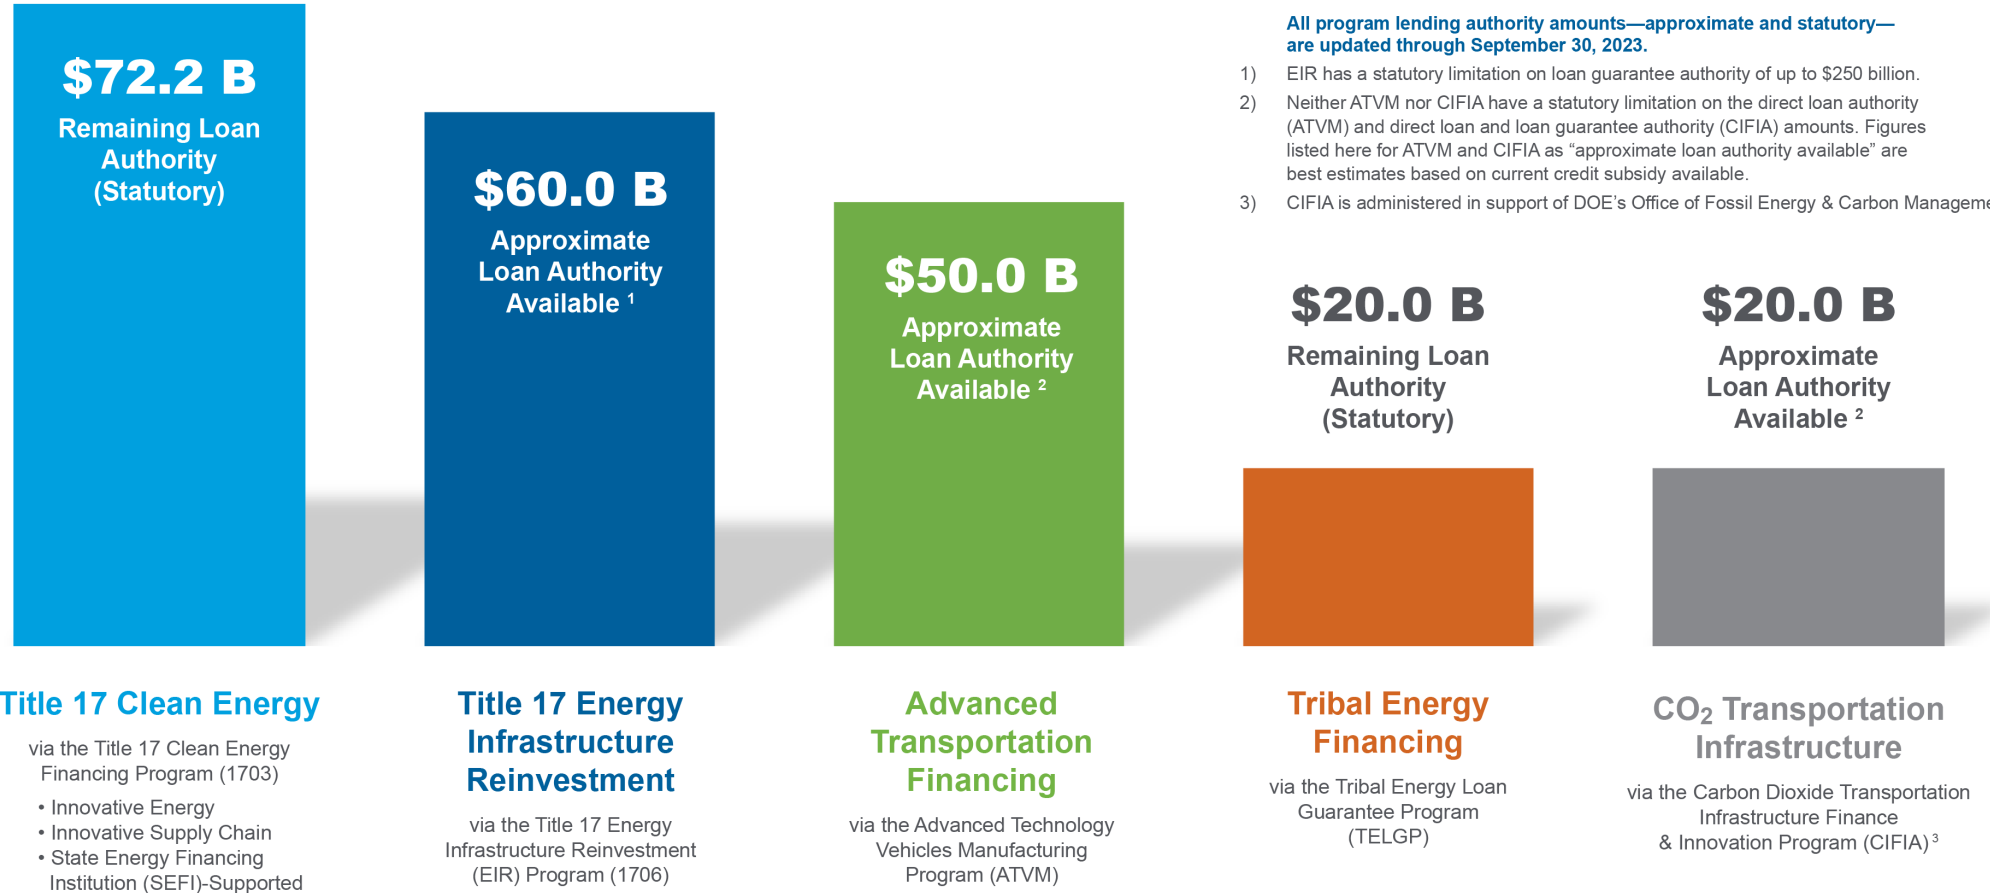 $72.2 B
Remaining Loan
Authority
(Statutory)
Title 17 Clean Energy
via the Title 17 Clean Energy
Financing Program (1703)
• Innovative Energy
• Innovative Supply Chain
• State Energy Financing
Institution (SEFI)-Supported
$60.0 B
Approximate
Loan Authority
Available 1
Title 17 Energy
Infrastructure
Reinvestment
via the Title 17 Energy
Infrastructure Reinvestment
(EIR) Program (1706)
$50.0 B
Approximate
Loan Authority
Available 2
Advanced
Transportation
Financing
via the Advanced Technology
Vehicles Manufacturing
Program (ATVM)
All program lending authority amounts—approximate and statutory—
are updated through September 30, 2023.
1) EIR has a statutory limitation on loan guarantee authority of up to $250 billion.
2) Neither ATVM nor CIFIA have a statutory limitation on the direct loan authority
(ATVM) and direct loan and loan guarantee authority (CIFIA) amounts. Figures
listed here for ATVM and CIFIA as “approximate loan authority available” are
best estimates based on current credit subsidy available.
3) CIFIA is administered in support of DOE’s Office of Fossil Energy & Carbon
$20.0 B
Remaining Loan
Authority
(Statutory)
Tribal Energy
Financing
via the Tribal Energy Loan
Guarantee Program
(TELGP)
$20.0 B
Approximate
Loan Authority
Available 2
CO2 Transportation
Infrastructure
via the Carbon Dioxide Transportation
Infrastructure Finance
& Innovation Program (CIFIA) 3